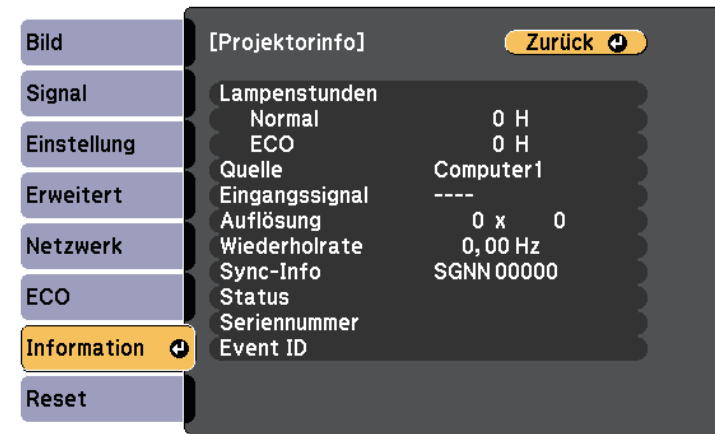 Bild
Signal
Einstellung
Erweitert
Netzwerk
ECO
Information
Reset
[Projektorinfo]
Zurück
Lampenstunden
Normal 0 H
ECO 0 H
Quelle Computer1
Eingangssignal ----
Auflösung 0 x 0
Wiederholrate 0,00 Hz
Sync-Info SGNN 00000
Status
Seriennummer
Event ID